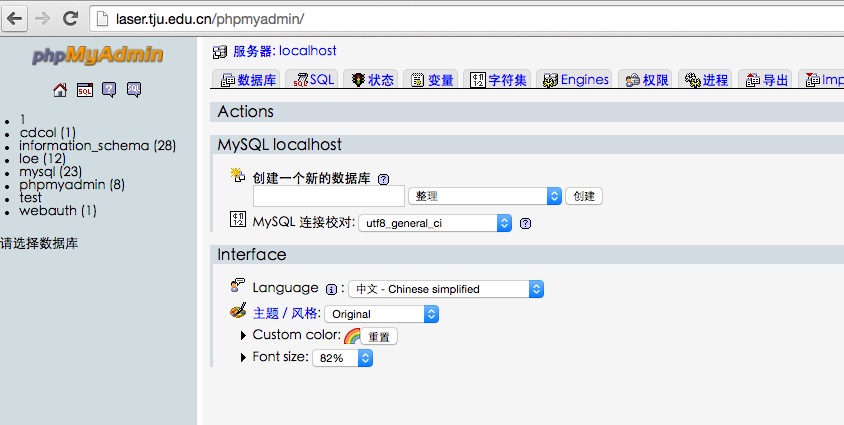 laser.tju.edu.cn/phpmyadmin/
phpMyAdmin
1
cdcol (1)
information_schema (28)
loe (12)
mysql (23)
phpmyadmin (8)
test
webauth (1)
请选择数据库
服务器: localhost
数据库 SQL 状态 变量 字符集 Engines 权限 进程 导出 Imp
Actions
MySQL localhost
创建一个新的数据库
整理 创建
MySQL 连接校对: utf8_general_ci
Interface
Language : 中文 - Chinese simplified
主题 / 风格: Original
Custom color: 重置
Font size: 82%